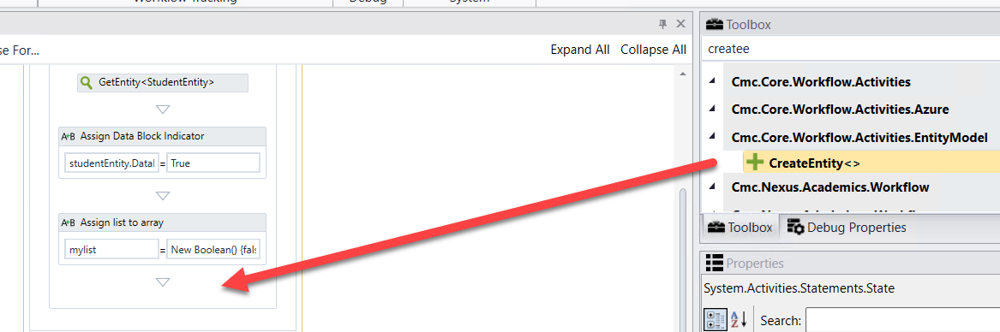 Workflow Tracking
Debug
System
Toolbox
se For...
Expand All
Collapse All
createe
GetEntity<StudentEntity>
Cmc.Core.Workflow.Activities
Cmc.Core.Workflow.Activities.Azure
A+B Assign Data Block Indicator
Cmc.Core.Workflow.Activities.EntityModel
studentEntity.Datal
=
True
CreateEntity<>
Cmc.Nexus.Academics.Workflow
A+B Assign list to array
Toolbox
Debug Properties
mylist
=
New Boolean() {fals
Properties
System.Activities.Statements.State
Search: